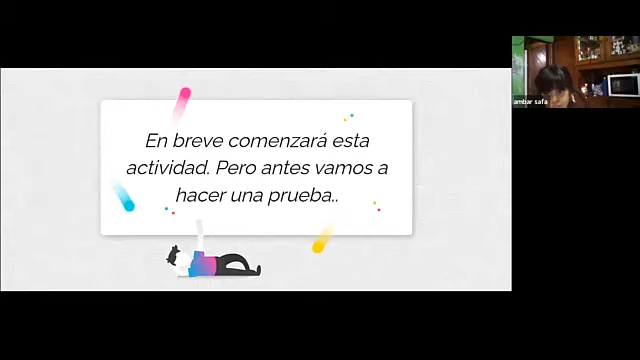 En breve comenzará esta
actividad. Pero antes vamos a
hacer una prueba..
ambar safa